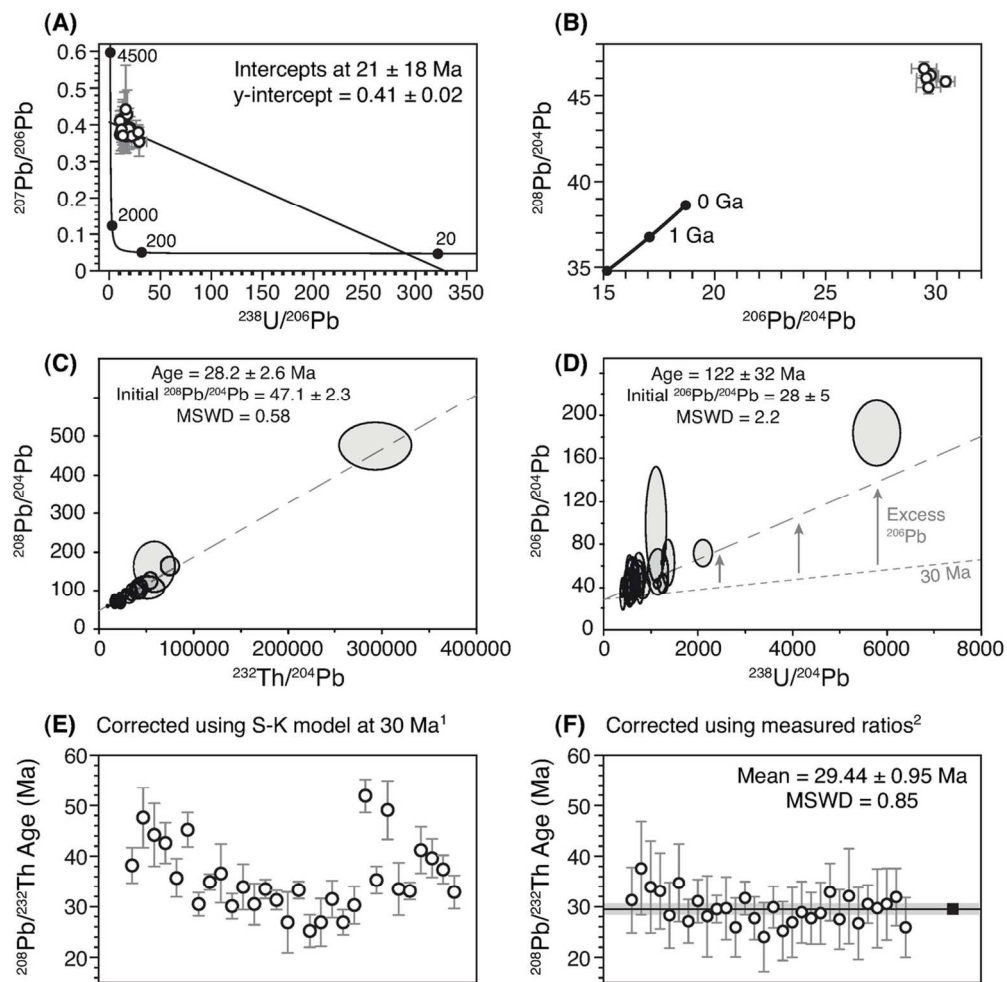 (A)
0.6
0.5
0.4
0.3
0.2
0.1
0
4500
2000
200
20
Intercepts at 21 ± 18 Ma
y-intercept = 0.41 ± 0.02
²⁰⁷Pb/²⁰⁶Pb
0 50 100 150 200 250 300 350
²³⁸U/²⁰⁶Pb
(B)
45
39
35
0 Ga
1 Ga
²⁰⁸Pb/²⁰⁴Pb
15 20 25 30
²⁰⁶Pb/²⁰⁴Pb
(C)
Age = 28.2 ± 2.6 Ma
Initial ²⁰⁸Pb/²⁰⁴Pb = 47.1 ± 2.3
MSWD = 0.58
500
400
300
200
100
0
²⁰⁸Pb/²⁰⁴Pb
0 100000 200000 300000 400000
²³²Th/²⁰⁴Pb
(D)
Age = 122 ± 32 Ma
Initial ²⁰⁶Pb/²⁰⁴Pb = 28 ± 5
MSWD = 2.2
200
160
120
80
40
0
Excess
²⁰⁶Pb
30 Ma
²⁰⁶Pb/²⁰⁴Pb
0 2000 4000 6000 8000
²³⁸U/²⁰⁴Pb
(E) Corrected using S-K model at 30 Ma¹
60
50
40
30
20
²⁰⁸Pb/²³²Th Age (Ma)
(F) Corrected using measured ratios²
60
50
40
30
20
Mean = 29.44 ± 0.95 Ma
MSWD = 0.85
²⁰⁸Pb/²³²Th Age (Ma)